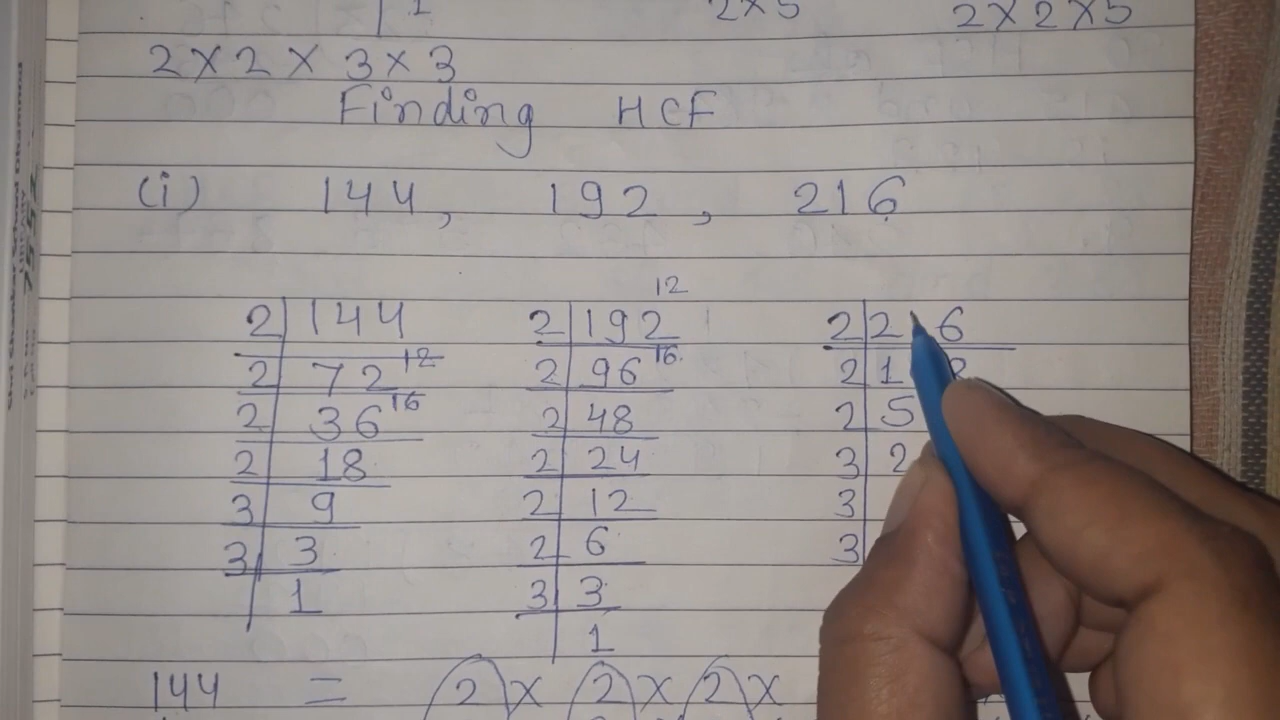 1 2×5 2×2×5
2×2×3×3
Finding HCF
(i) 144, 192, 216
12
2 144 2 192 2 2 6
2 72 12 2 96 16 2 1
2 36 16 2 48 2 5
2 18 2 24 3 2
3 9 2 12 3
3 3 2 6 3
1 3 3
1
144 = 2 × 2 × 2 ×